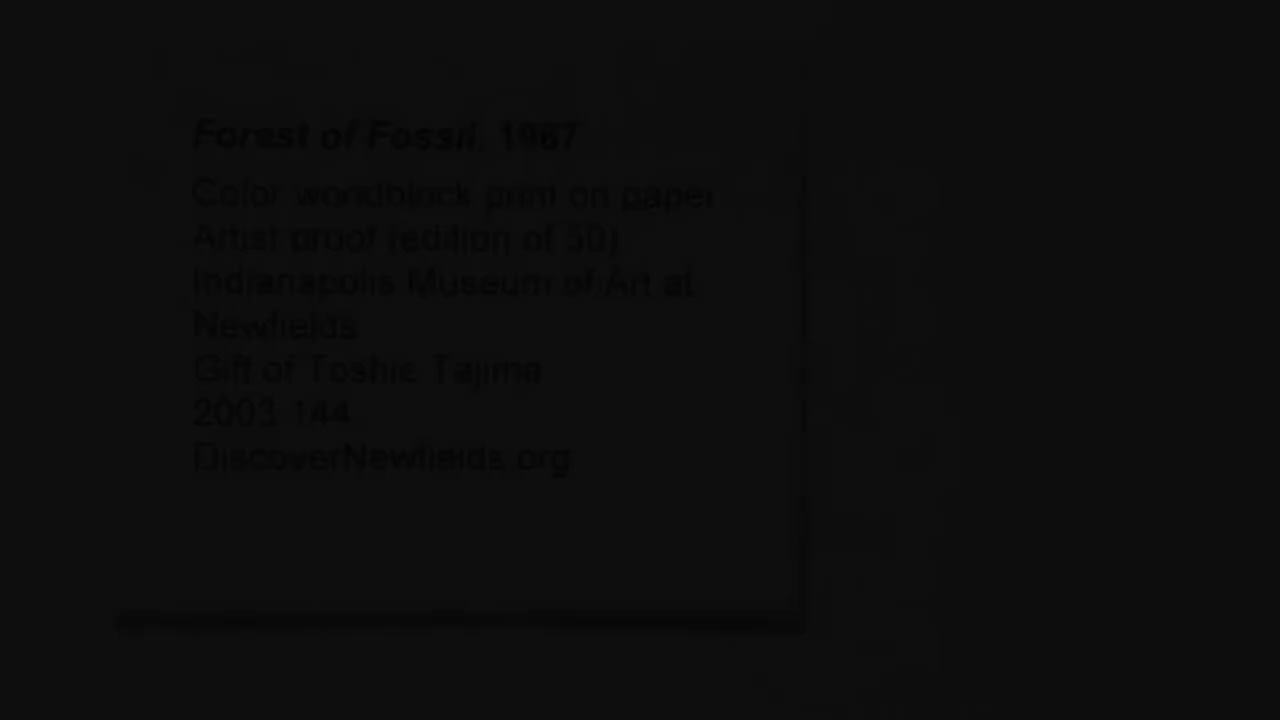 Forest of Fossil, 1967
Color woodblock print on paper
Artist proof (edition of 50)
Indianapolis Museum of Art at
Newfields
Gift of Toshie Tajima
2003.144
DiscoverNewfields.org